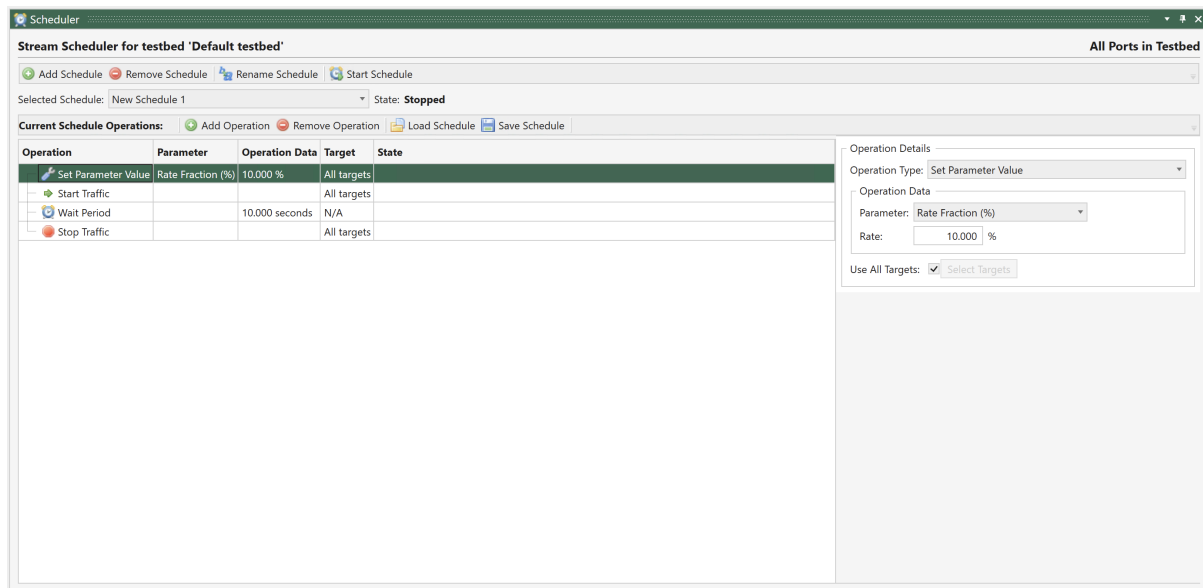 Scheduler
Stream Scheduler for testbed 'Default testbed' All Ports in Testbed
Add Schedule Remove Schedule Rename Schedule Start Schedule
Selected Schedule: New Schedule 1 State: Stopped
Current Schedule Operations: Add Operation Remove Operation Load Schedule Save Schedule
Operation Parameter Operation Data Target State
Set Parameter Value Rate Fraction (%) 10.000 % All targets
Start Traffic All targets
Wait Period 10.000 seconds N/A
Stop Traffic All targets
Operation Details
Operation Type: Set Parameter Value
Operation Data
Parameter: Rate Fraction (%)
Rate: 10.000 %
Use All Targets: Select Targets